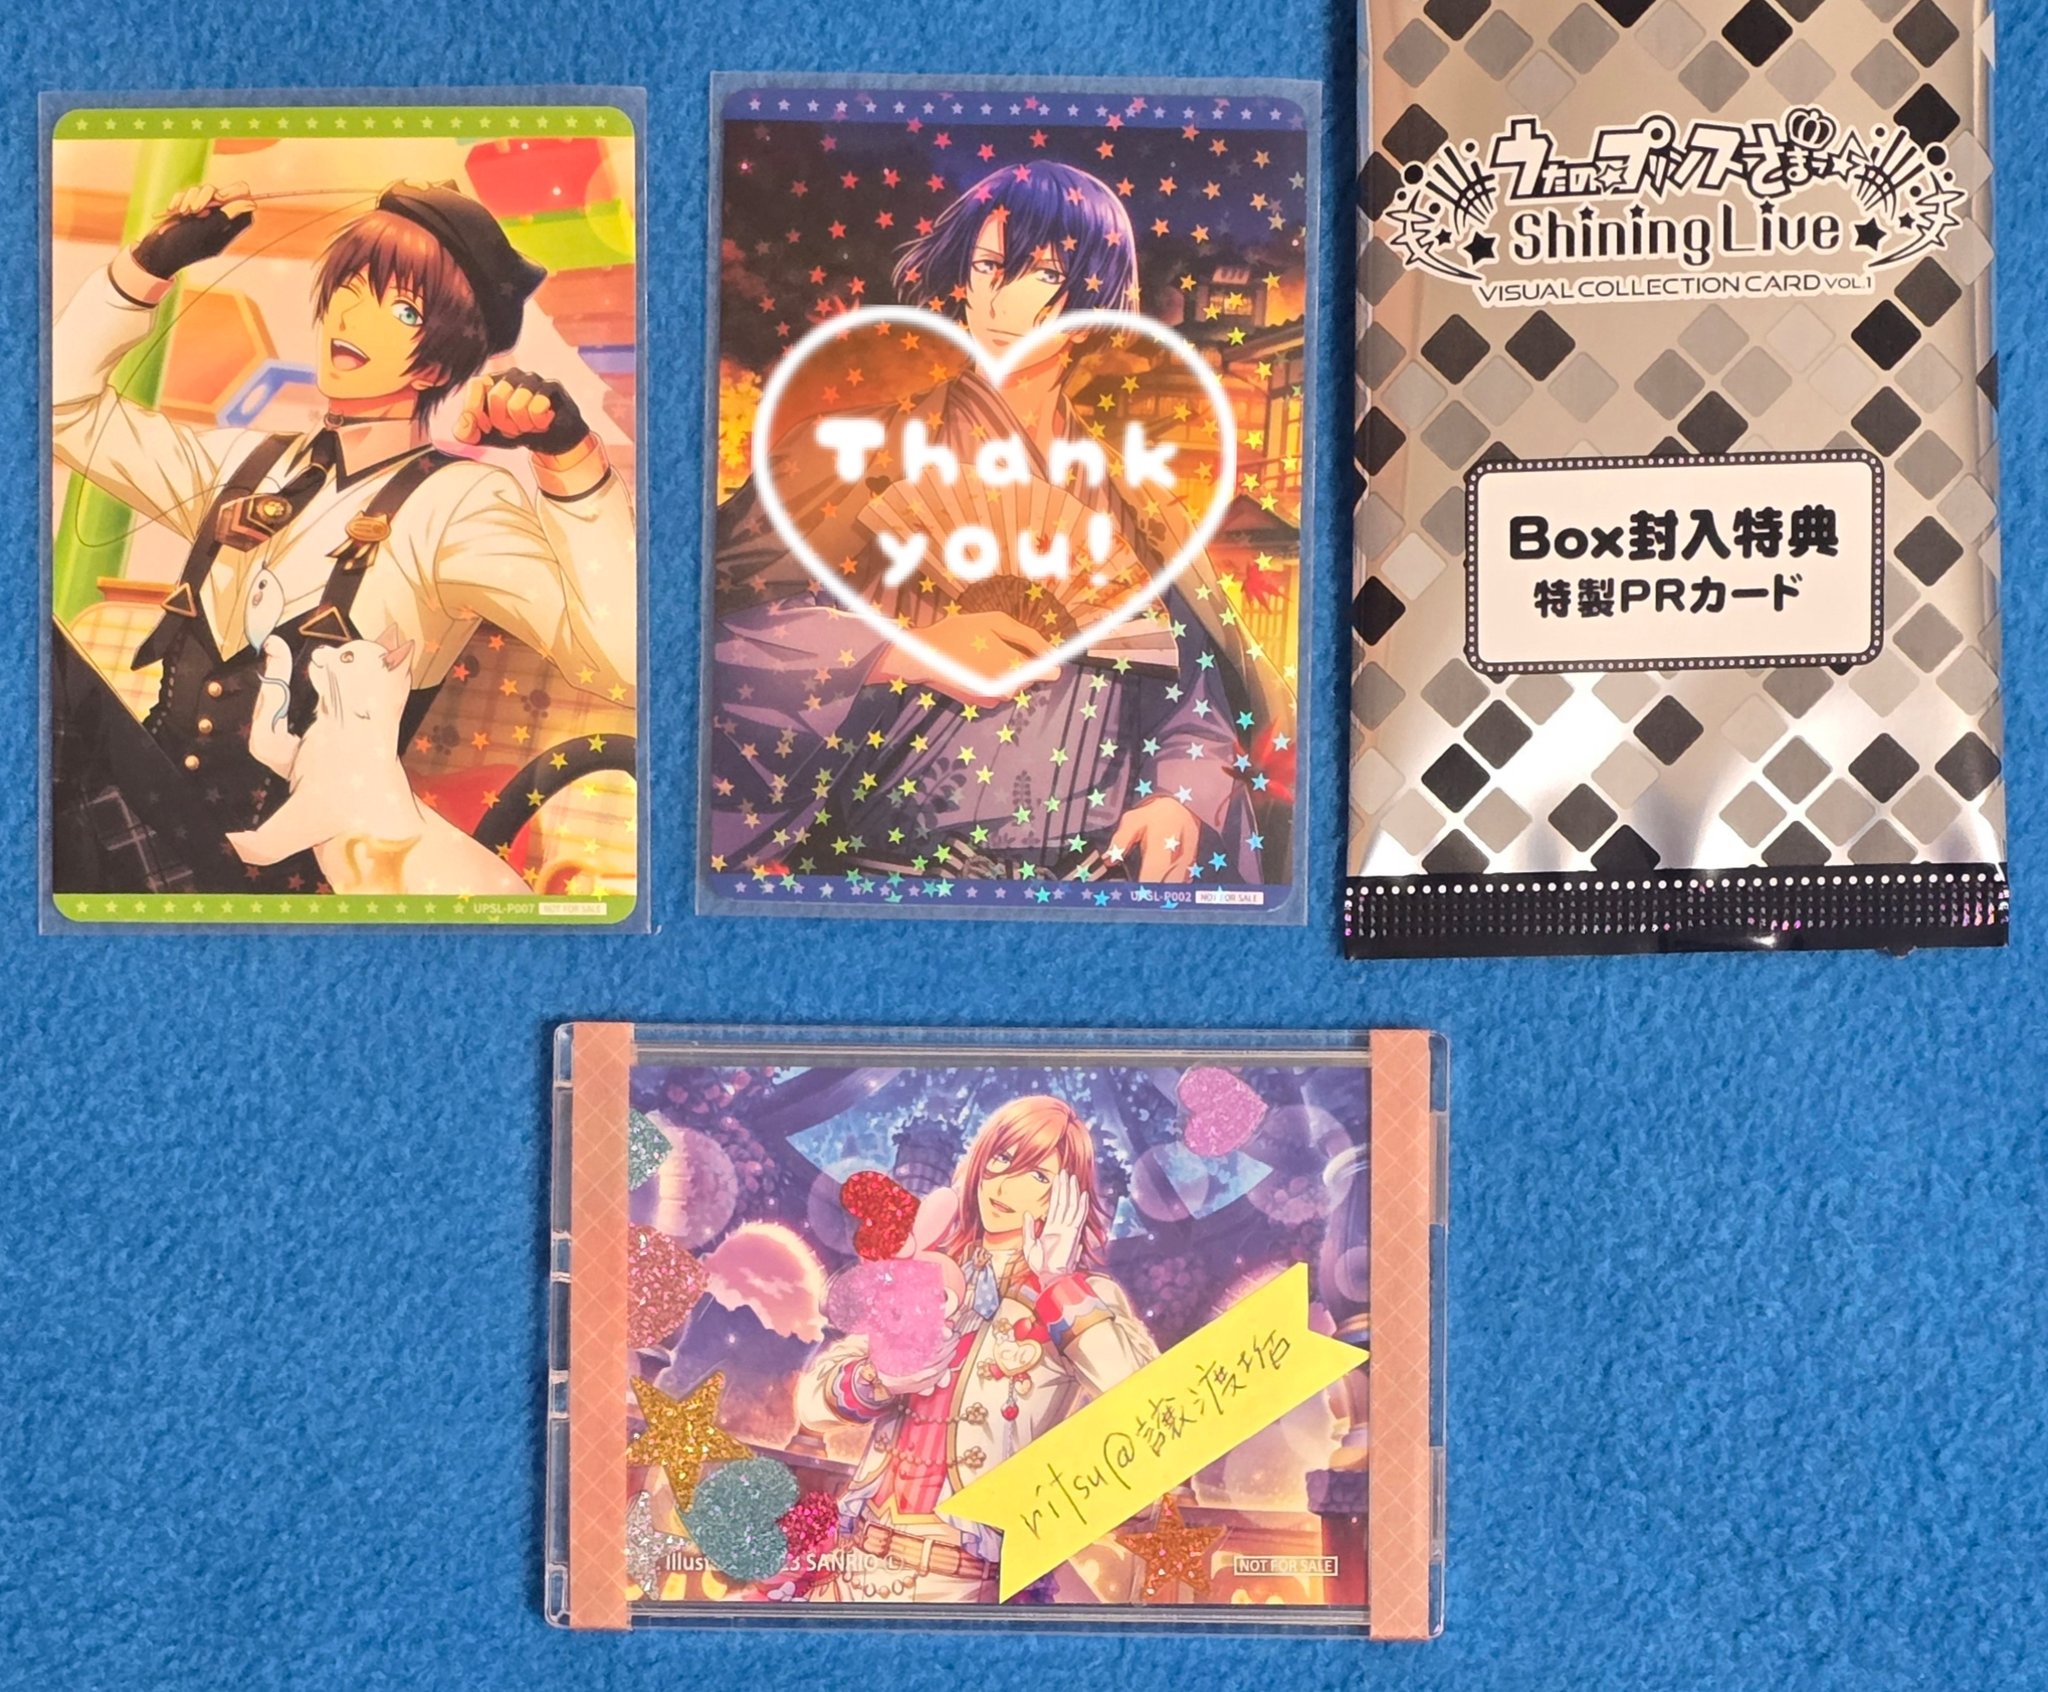 UPSL-P007 NOT FOR SALE
Thank
you!
UPSL-P002 NOT FOR SALE
うたの☆プリンスさまっ♪
Shining Live
VISUAL COLLECTION CARD VOL.1
Box封入特典
特製PRカード
ritsu@譲渡垢
SANRIO Ⓛ
NOT FOR SALE